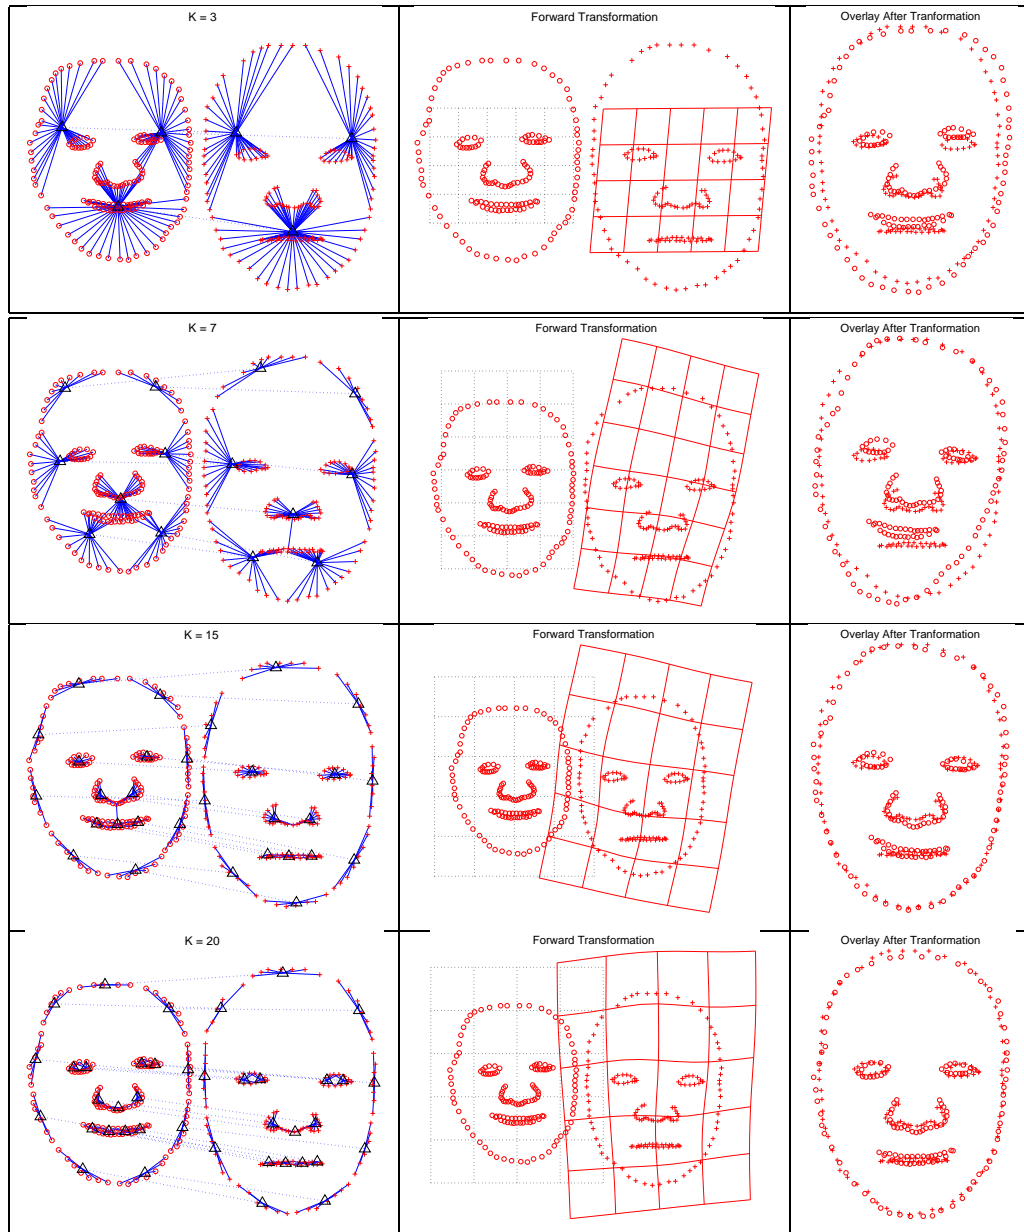 K = 3
Forward Transformation
Overlay After Tranformation
K = 7
Forward Transformation
Overlay After Tranformation
K = 15
Forward Transformation
Overlay After Tranformation
K = 20
Forward Transformation
Overlay After Tranformation